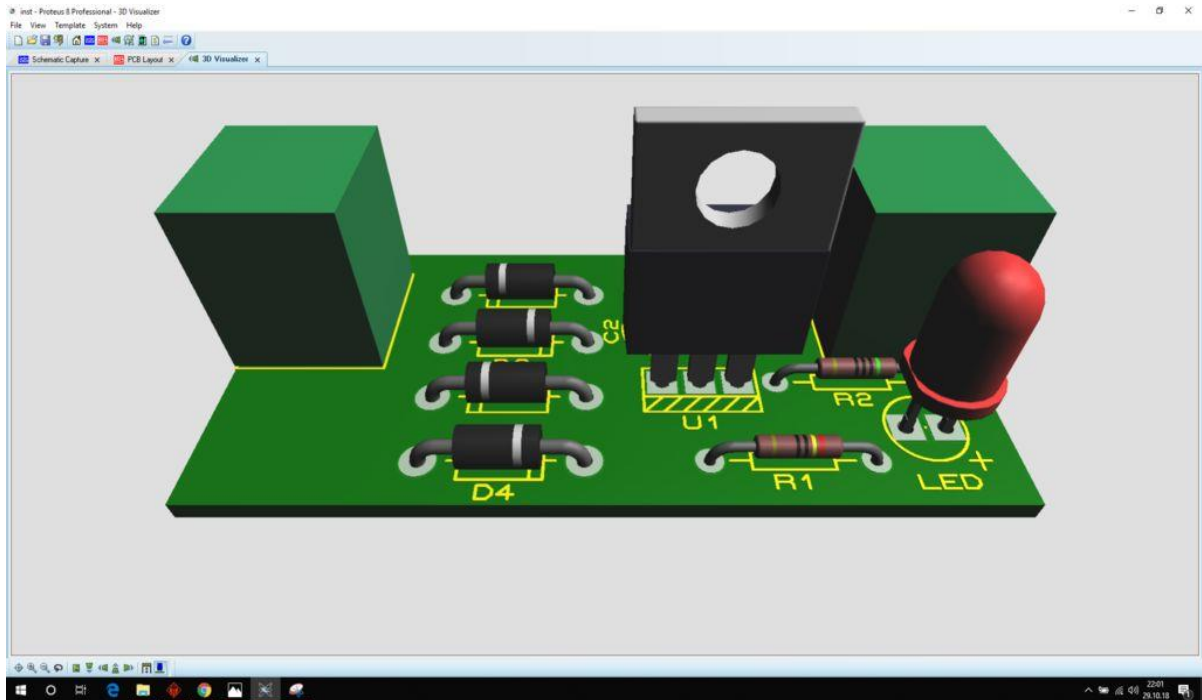 inst - Proteus 8 Professional - 3D Visualizer
File View Template System Help
Schematic Capture x PCB Layout x 3D Visualizer x
C2
R2
U1
R1
LED
+
D4
22:01
29.10.18